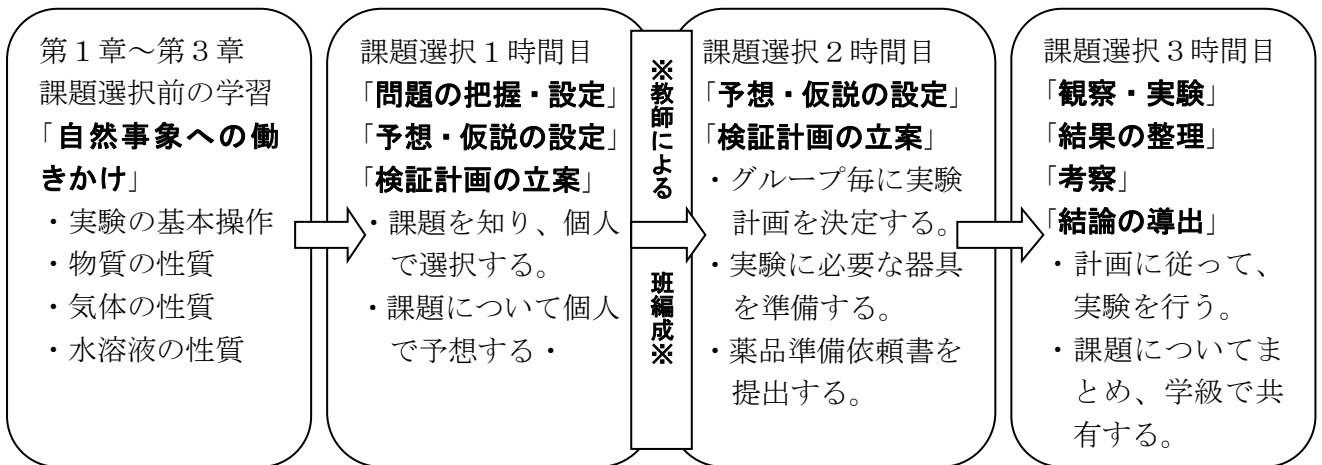 第１章～第３章
課題選択前の学習
「自然事象への働
きかけ」
・実験の基本操作
・物質の性質
・気体の性質
・水溶液の性質
課題選択１時間目
「問題の把握・設定」
「予想・仮説の設定」
「検証計画の立案」
・課題を知り、個人
で選択する。
・課題について個人
で予想する・
※教師による
班編成※
課題選択２時間目
「予想・仮説の設定」
「検証計画の立案」
・グループ毎に実験
計画を決定する。
・実験に必要な器具
を準備する。
・薬品準備依頼書を
提出する。
課題選択３時間目
「観察・実験」
「結果の整理」
「考察」
「結論の導出」
・計画に従って、
実験を行う。
・課題についてま
とめ、学級で共
有する。